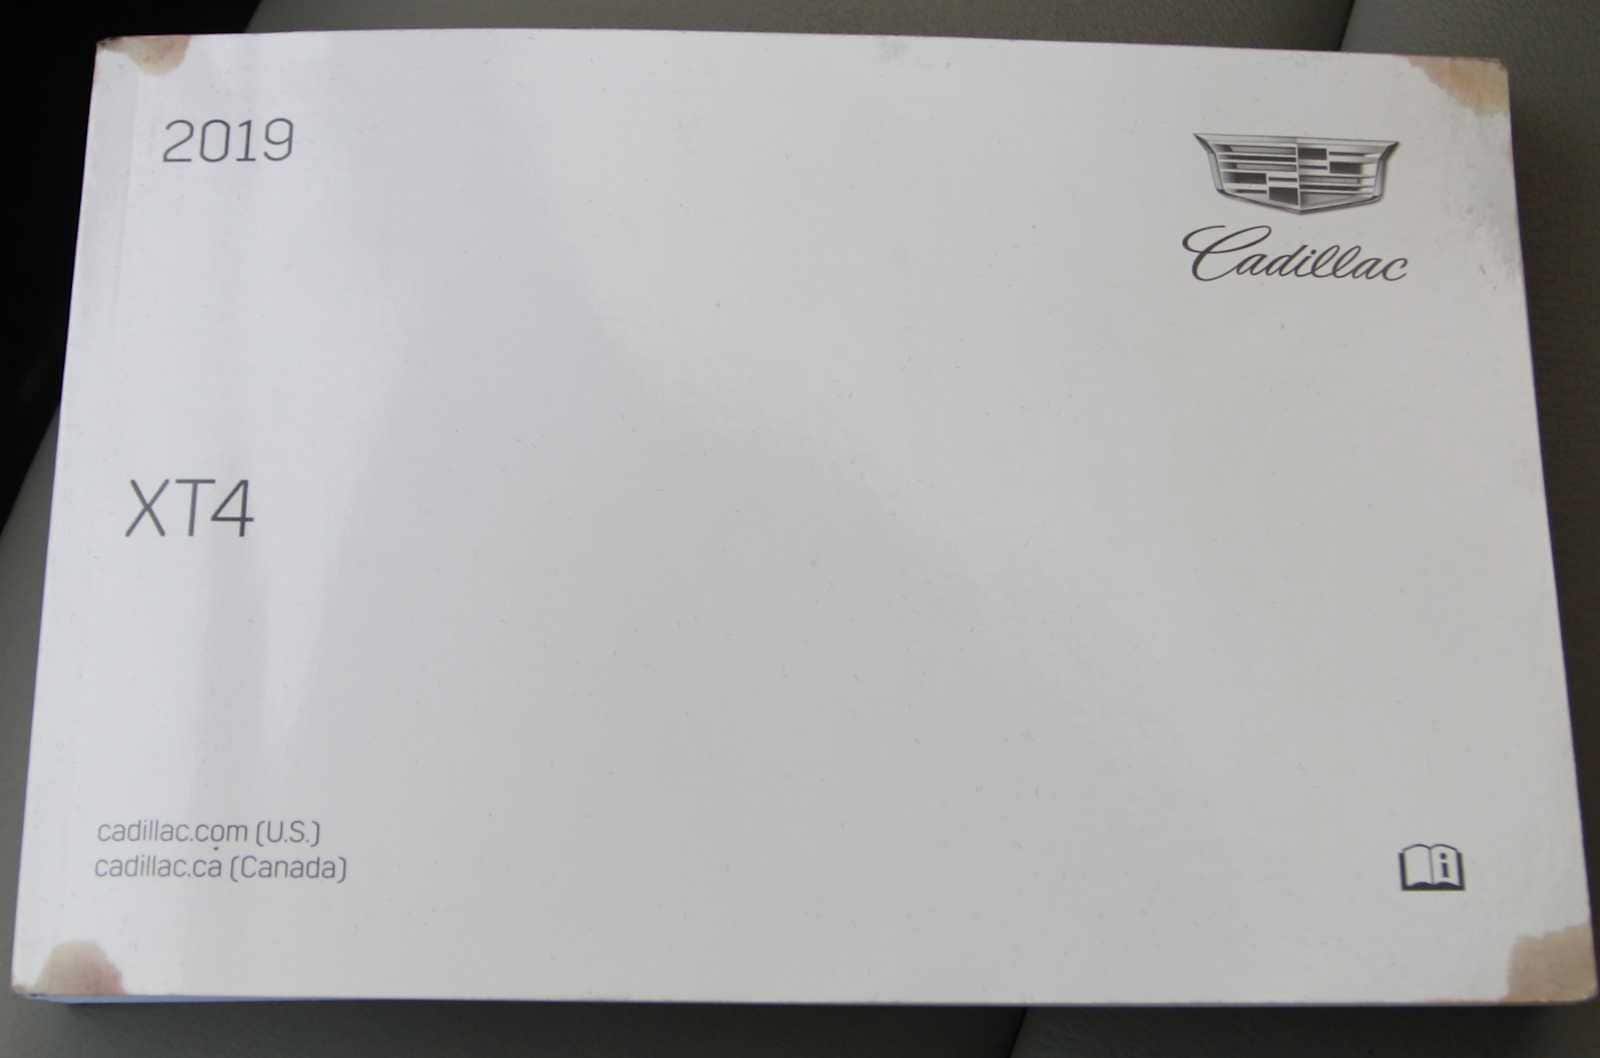 2019
Cadillac
XT4
cadillac.com (U.S.)
cadillac.ca (Canada)
i